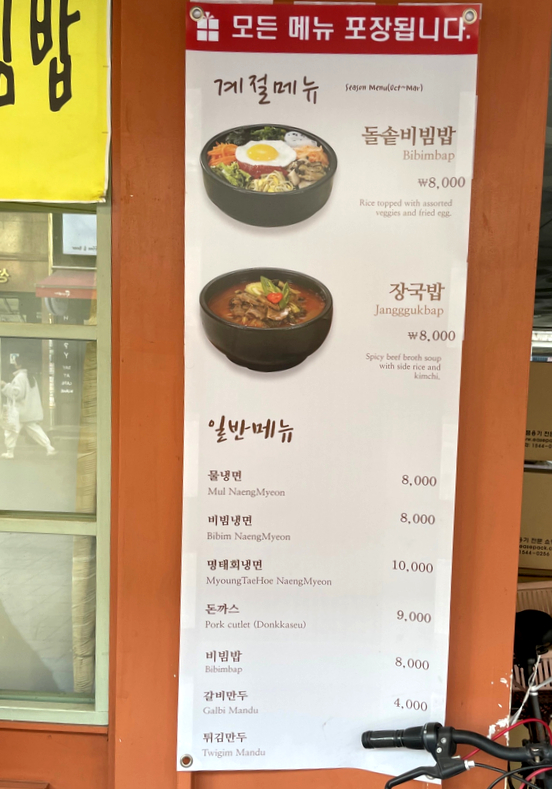 모든 메뉴 포장됩니다.
계절메뉴
Season Menu(Oct~Mar)
돌솥비빔밥
Bibimbap
₩8,000
Rice topped with assorted
veggies and fried egg.
장국밥
Jangggukbap
₩8,000
Spicy beef broth soup
with side rice and
kimchi.
일반메뉴
물냉면 8,000
Mul NaengMyeon
비빔냉면 8,000
Bibim NaengMyeon
명태회냉면 10,000
MyoungTaeHoe NaengMyeon
돈까스 9,000
Pork cutlet (Donkkaseu)
비빔밥 8,000
Bibimbap
갈비만두 4,000
Galbi Mandu
튀김만두
Twigim Mandu
빔밥